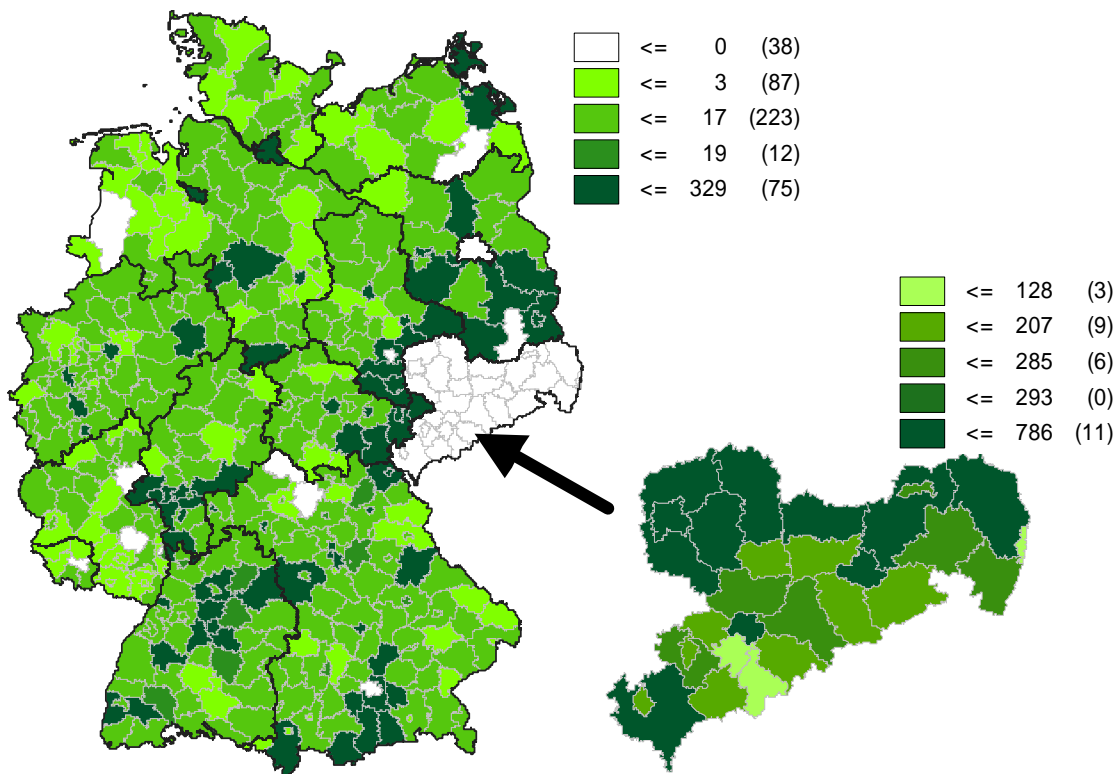 <= 0 (38)
<= 3 (87)
<= 17 (223)
<= 19 (12)
<= 329 (75)
<= 128 (3)
<= 207 (9)
<= 285 (6)
<= 293 (0)
<= 786 (11)